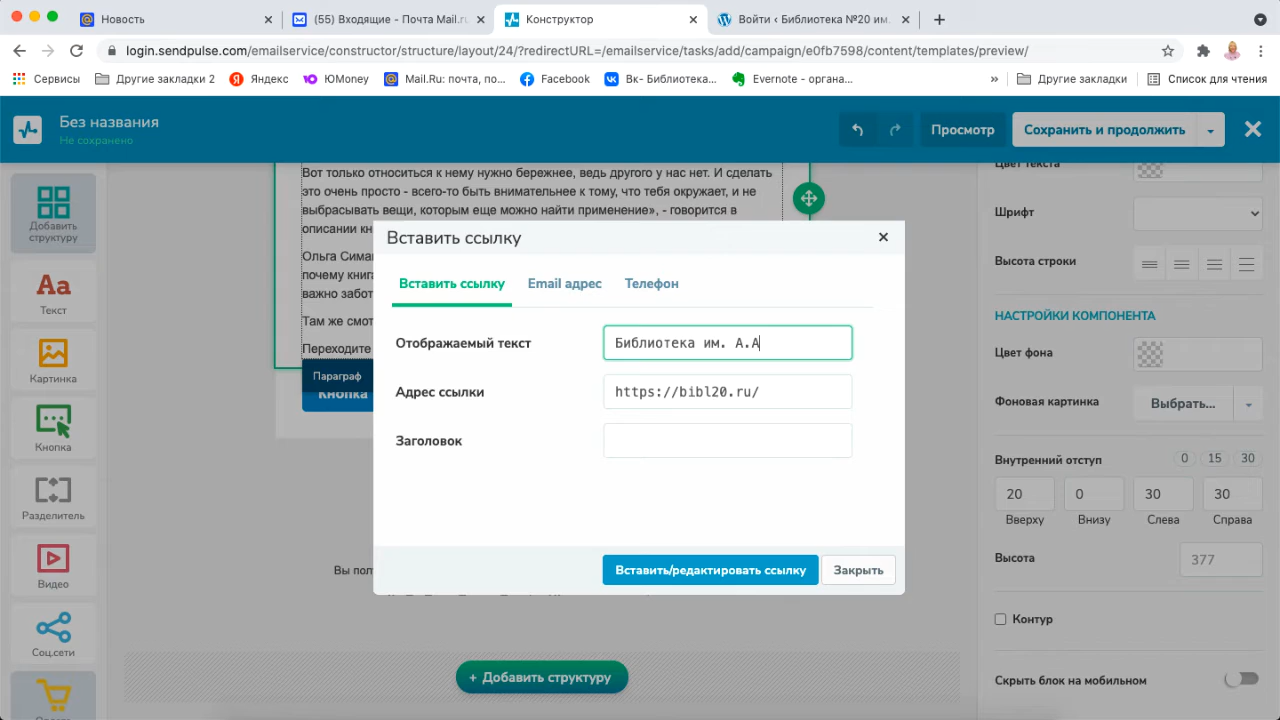 Новость
(55) Входящие - Почта Mail.ru
Конструктор
Войти ‹ Библиотека №20 им.
login.sendpulse.com/emailservice/constructor/structure/layout/24/?redirectURL=/emailservice/tasks/add/campaign/e0fb7598/content/templates/preview/
Сервисы
Другие закладки 2
Яндекс
ЮMoney
Mail.Ru: почта, по...
Facebook
Вк- Библиотека...
Evernote - органа...
»
Другие закладки
Список для чтения
Без названия
Не сохранено
Просмотр
Сохранить и продолжить
Добавить
структуру
Aa
Текст
Картинка
Кнопка
Разделитель
Видео
Соц.сети
Вот только относиться к нему нужно бережнее, ведь другого у нас нет. И сделать
это очень просто - всего-то быть внимательнее к тому, что тебя окружает, и не
выбрасывать вещи, которым еще можно найти применение», - говорится в
описании кн
Ольга Сима
почему книга
важно забот
Там же смот
Переходите
Параграф
Кнопка
Вы пол
Вставить ссылку
Вставить ссылку
Email адрес
Телефон
Отображаемый текст
Библиотека им. А.А
Адрес ссылки
https://bibl20.ru/
Заголовок
Вставить/редактировать ссылку
Закрыть
+ Добавить структуру
Цвет текста
Шрифт
Высота строки
НАСТРОЙКИ КОМПОНЕНТА
Цвет фона
Фоновая картинка
Выбрать...
Внутренний отступ
0 15 30
20 0 30 30
Вверху Внизу Слева Справа
Высота
377
Контур
Скрыть блок на мобильном